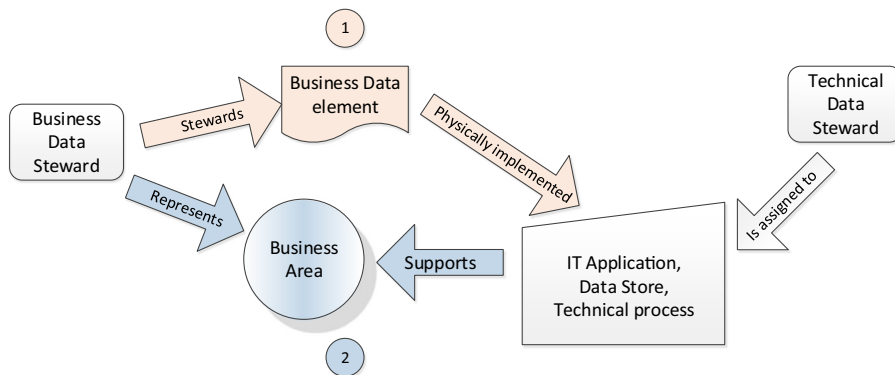 1
Business Data
element
Technical
Data
Steward
Business
Data
Steward
Stewards
Physically implemented
Represents
Is assigned to
Business
Area
Supports
IT Application,
Data Store,
Technical process
2